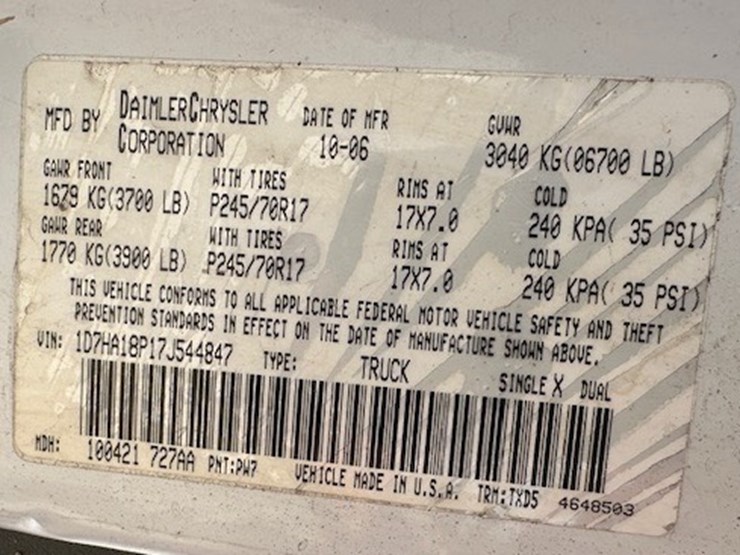 MFD BY DAIMLERCHRYSLER CORPORATION DATE OF MFR 10-06 GVWR 3040 KG(06700 LB)
GAWR FRONT WITH TIRES RIMS AT COLD
1679 KG(3700 LB) P245/70R17 17X7.0 240 KPA( 35 PSI)
GAWR REAR WITH TIRES RIMS AT COLD
1770 KG(3900 LB) P245/70R17 17X7.0 240 KPA( 35 PSI)
THIS VEHICLE CONFORMS TO ALL APPLICABLE FEDERAL MOTOR VEHICLE SAFETY AND THEFT
PREVENTION STANDARDS IN EFFECT ON THE DATE OF MANUFACTURE SHOWN ABOVE.
VIN: 1D7HA18P17J544847 TYPE: TRUCK SINGLE X DUAL
MDH: 100421 727AA PNT:PW7 VEHICLE MADE IN U.S.A. TRM:TXD5 4648503